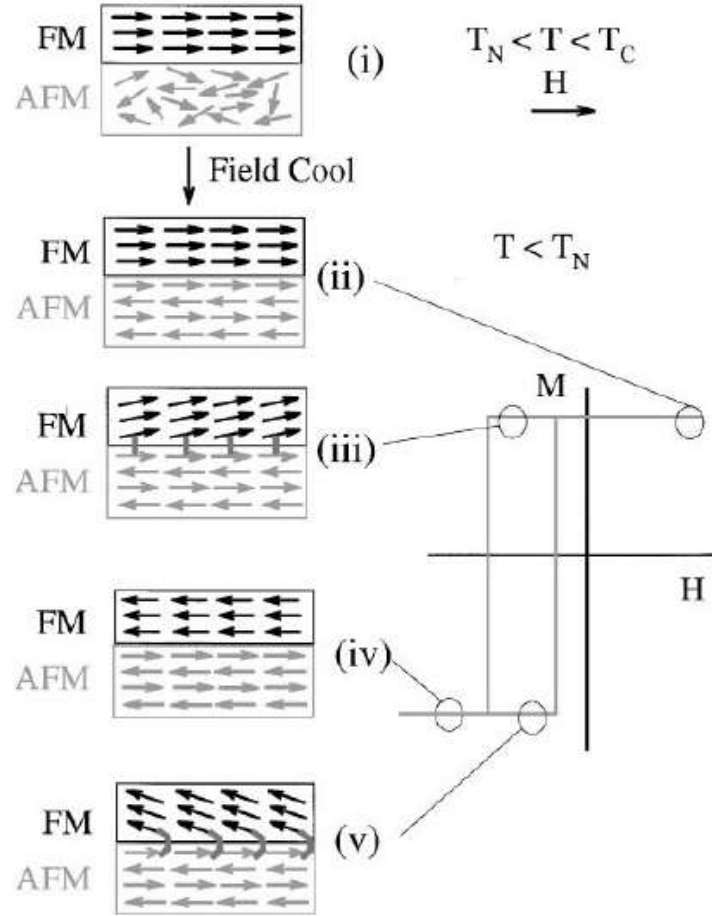 FM
AFM
(i)
T_N < T < T_C
H
Field Cool
FM
AFM
(ii)
T < T_N
M
FM
AFM
(iii)
H
FM
AFM
(iv)
FM
AFM
(v)